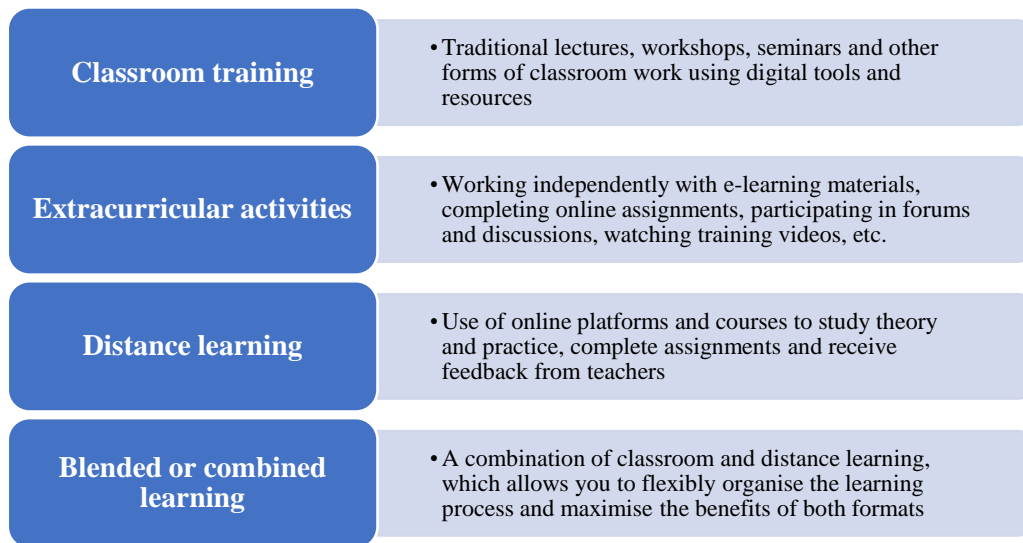 Classroom training
• Traditional lectures, workshops, seminars and other
forms of classroom work using digital tools and
resources
Extracurricular activities
• Working independently with e-learning materials,
completing online assignments, participating in forums
and discussions, watching training videos, etc.
Distance learning
• Use of online platforms and courses to study theory
and practice, complete assignments and receive
feedback from teachers
Blended or combined
learning
• A combination of classroom and distance learning,
which allows you to flexibly organise the learning
process and maximise the benefits of both formats